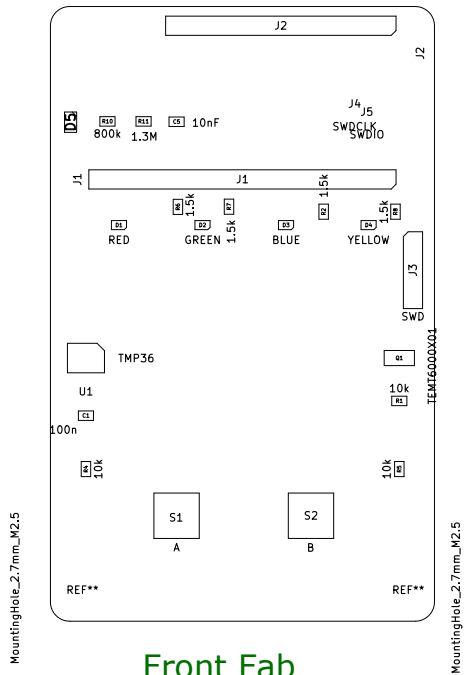 J2
J2
J4
J5
D5
R10
R11
C5
10nF
SWDCLK
800k
1.3M
SWDIO
J1
J1
1.5k
R6
1.5k
R7
R2
1.5k
R8
D1
D2
D3
D4
RED
GREEN
1.5k
BLUE
YELLOW
J3
SWD
TMP36
Q1
TEMT6000X01
U1
10k
R1
C1
100n
R4
10k
10k
R5
S1
S2
A
B
MountingHole_2.7mm_M2.5
MountingHole_2.7mm_M2.5
REF**
REF**
Front Fab